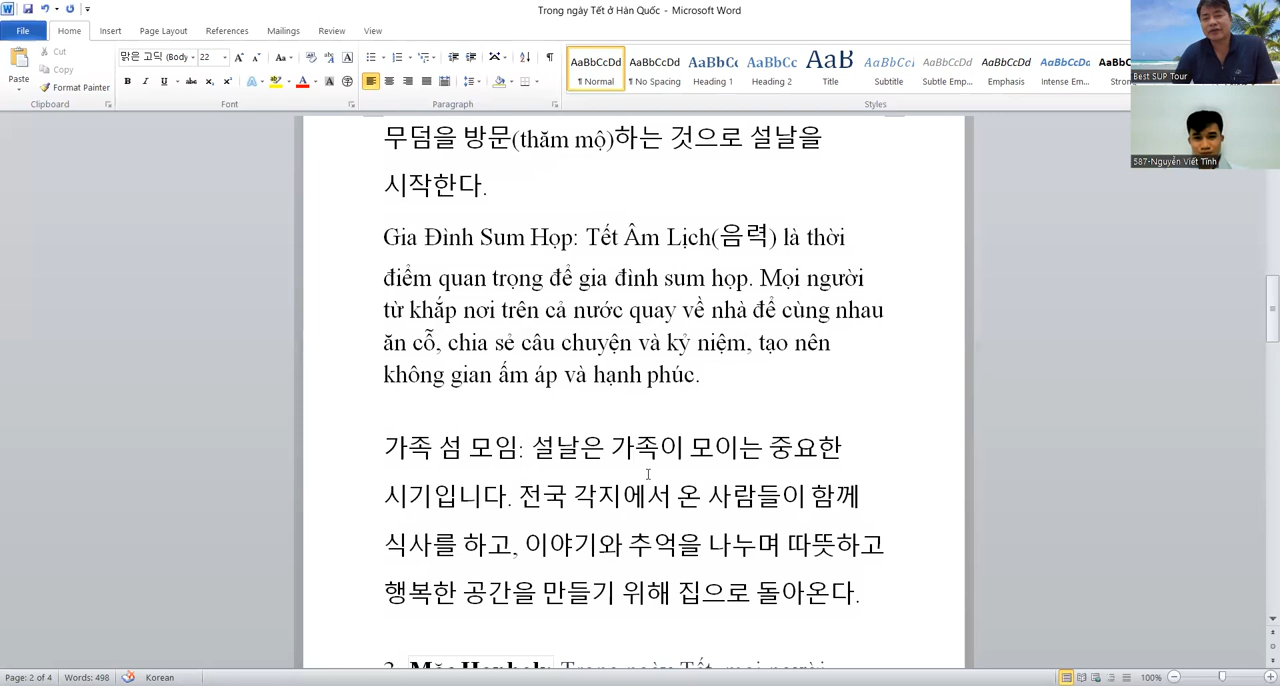 Trong ngày Tết ở Hàn Quốc - Microsoft Word
File Home Insert Page Layout References Mailings Review View
Cut
Copy
Paste
Format Painter
Clipboard
맑은 고딕 (Body 22
Font
Paragraph
AaBbCcDd AaBbCcDd AaBbCc AaBbCc AaB AaBbCcI AaBbCcDd AaBbCcDd AaBbCcDd AaBbCc
¶ Normal ¶ No Spacing Heading 1 Heading 2 Title Subtitle Subtle Emp... Emphasis Intense Em... Stron
Styles
Best SUP Tour
587-Nguyễn Viết Tĩnh
무덤을 방문(thăm mộ)하는 것으로 설날을
시작한다.
Gia Đình Sum Họp: Tết Âm Lịch(음력) là thời
điểm quan trọng để gia đình sum họp. Mọi người
từ khắp nơi trên cả nước quay về nhà để cùng nhau
ăn cỗ, chia sẻ câu chuyện và kỷ niệm, tạo nên
không gian ấm áp và hạnh phúc.
가족 섬 모임: 설날은 가족이 모이는 중요한
시기입니다. 전국 각지에서 온 사람들이 함께
식사를 하고, 이야기와 추억을 나누며 따뜻하고
행복한 공간을 만들기 위해 집으로 돌아온다.
Trong ngày Tết, mọi người
Page: 2 of 4 Words: 498 Korean 100%